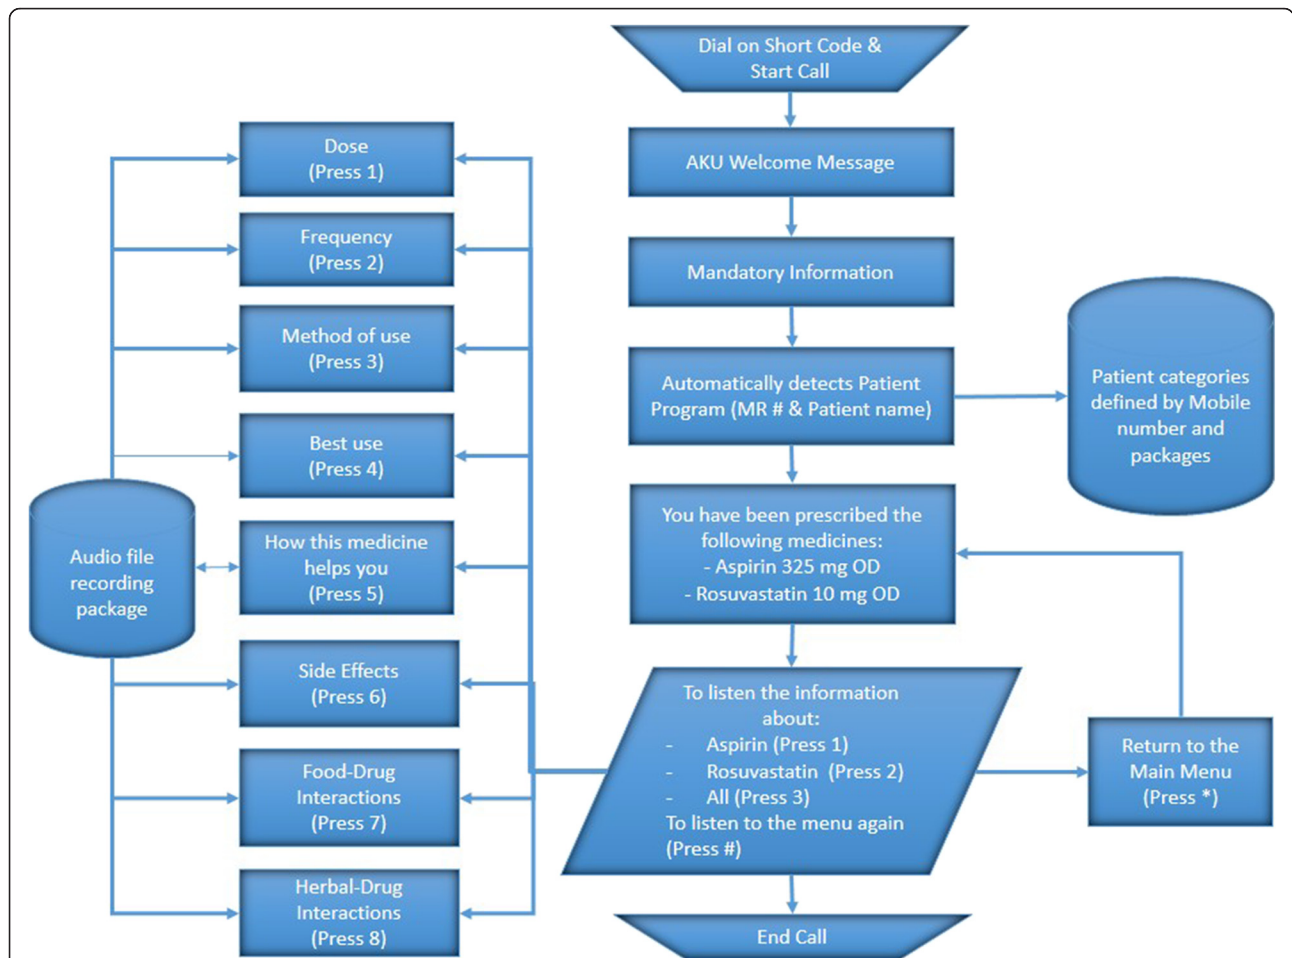 Dial on Short Code &
Start Call
AKU Welcome Message
Mandatory Information
Automatically detects Patient
Program (MR # & Patient name)
Patient categories
defined by Mobile
number and
packages
You have been prescribed the
following medicines:
- Aspirin 325 mg OD
- Rosuvastatin 10 mg OD
To listen the information
about:
- Aspirin (Press 1)
- Rosuvastatin (Press 2)
- All (Press 3)
To listen to the menu again
(Press #)
Return to the
Main Menu
(Press *)
End Call
Dose
(Press 1)
Frequency
(Press 2)
Method of use
(Press 3)
Best use
(Press 4)
How this medicine
helps you
(Press 5)
Side Effects
(Press 6)
Food-Drug
Interactions
(Press 7)
Herbal-Drug
Interactions
(Press 8)
Audio file
recording
package